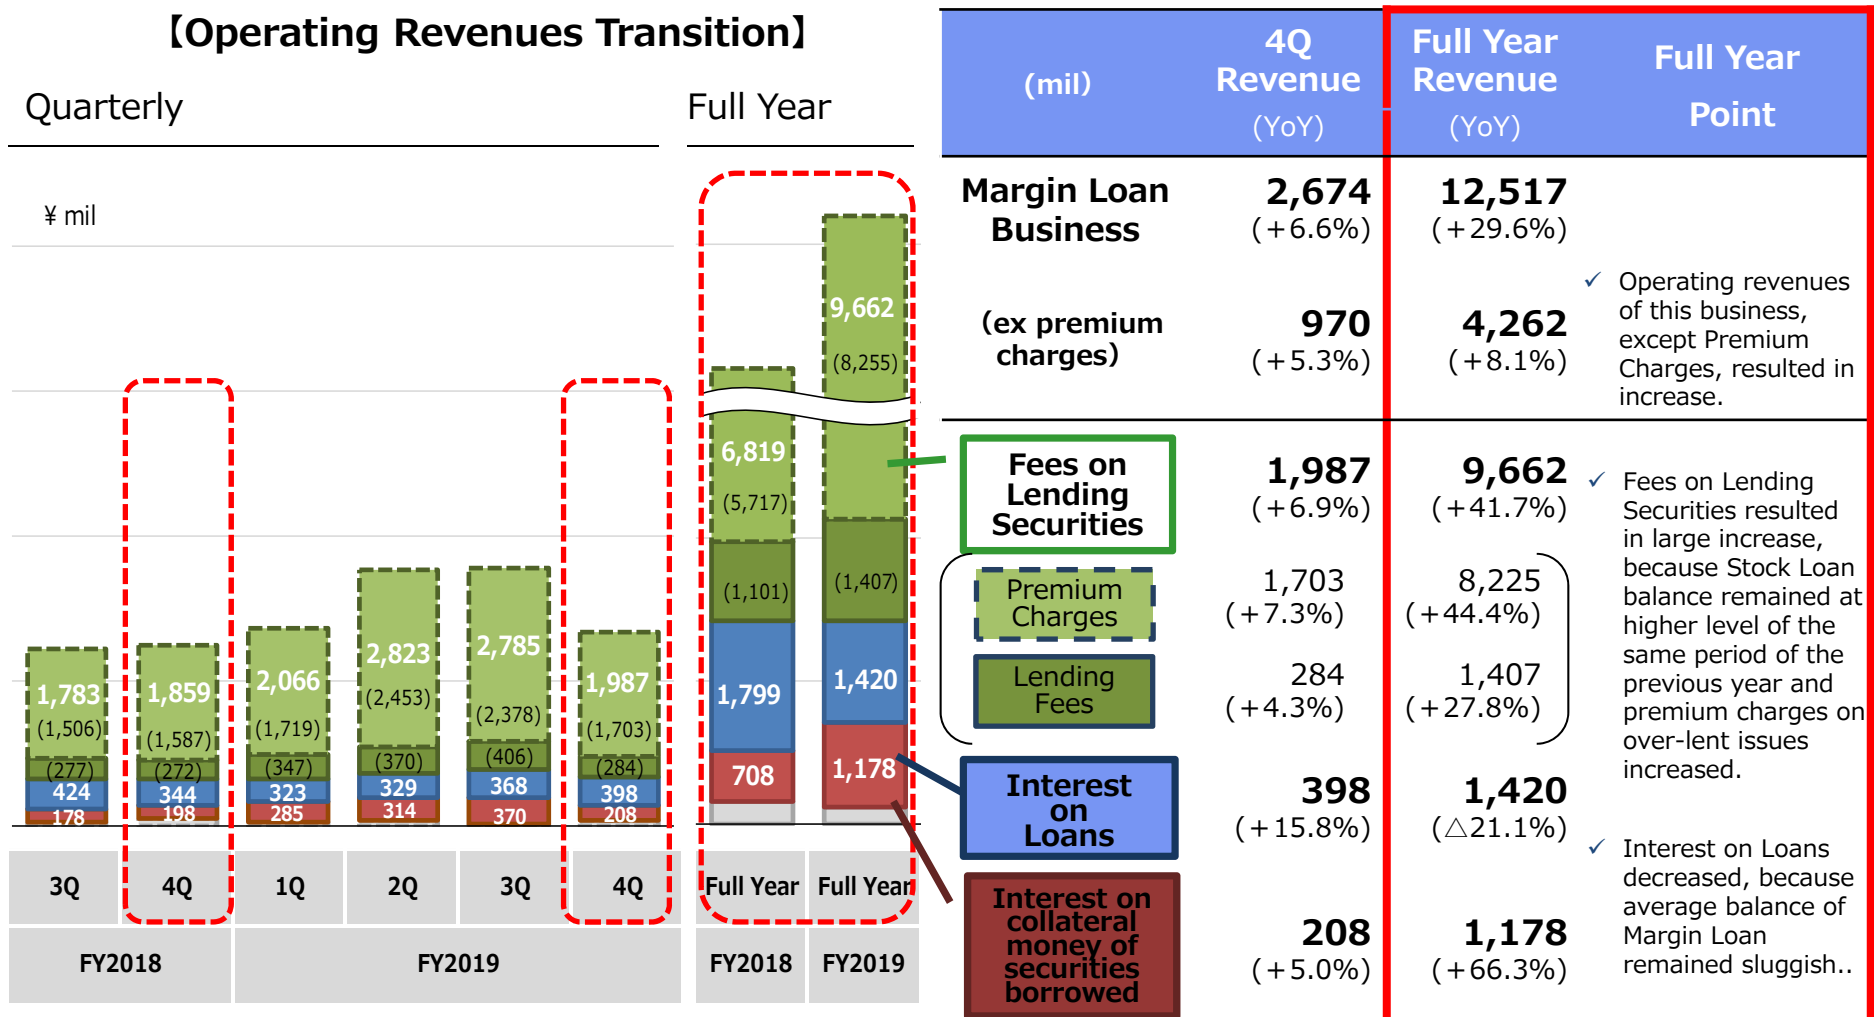 【Operating Revenues Transition】
Quarterly
Full Year
¥ mil
1,783
(1,506)
(277)
424
178
1,859
(1,587)
(272)
344
198
2,066
(1,719)
(347)
323
285
2,823
(2,453)
(370)
329
314
2,785
(2,378)
(406)
368
370
1,987
(1,703)
(284)
398
208
6,819
(5,717)
(1,101)
1,799
708
9,662
(8,255)
(1,407)
1,420
1,178
3Q 4Q 1Q 2Q 3Q 4Q Full Year Full Year
FY2018 FY2019 FY2018 FY2019
(mil)
4Q
Revenue
(YoY)
Full Year
Revenue
(YoY)
Full Year
Point
Margin Loan
Business
2,674
(+6.6%)
12,517
(+29.6%)
(ex premium
charges)
970
(+5.3%)
4,262
(+8.1%)
✓ Operating revenues
of this business,
except Premium
Charges, resulted in
increase.
Fees on
Lending
Securities
1,987
(+6.9%)
9,662
(+41.7%)
Premium
Charges
1,703
(+7.3%)
8,225
(+44.4%)
Lending
Fees
284
(+4.3%)
1,407
(+27.8%)
✓ Fees on Lending
Securities resulted
in large increase,
because Stock Loan
balance remained at
higher level of the
same period of the
previous year and
premium charges on
over-lent issues
increased.
Interest
on
Loans
398
(+15.8%)
1,420
(△21.1%)
Interest on
collateral
money of
securities
borrowed
208
(+5.0%)
1,178
(+66.3%)
✓ Interest on Loans
decreased, because
average balance of
Margin Loan
remained sluggish..